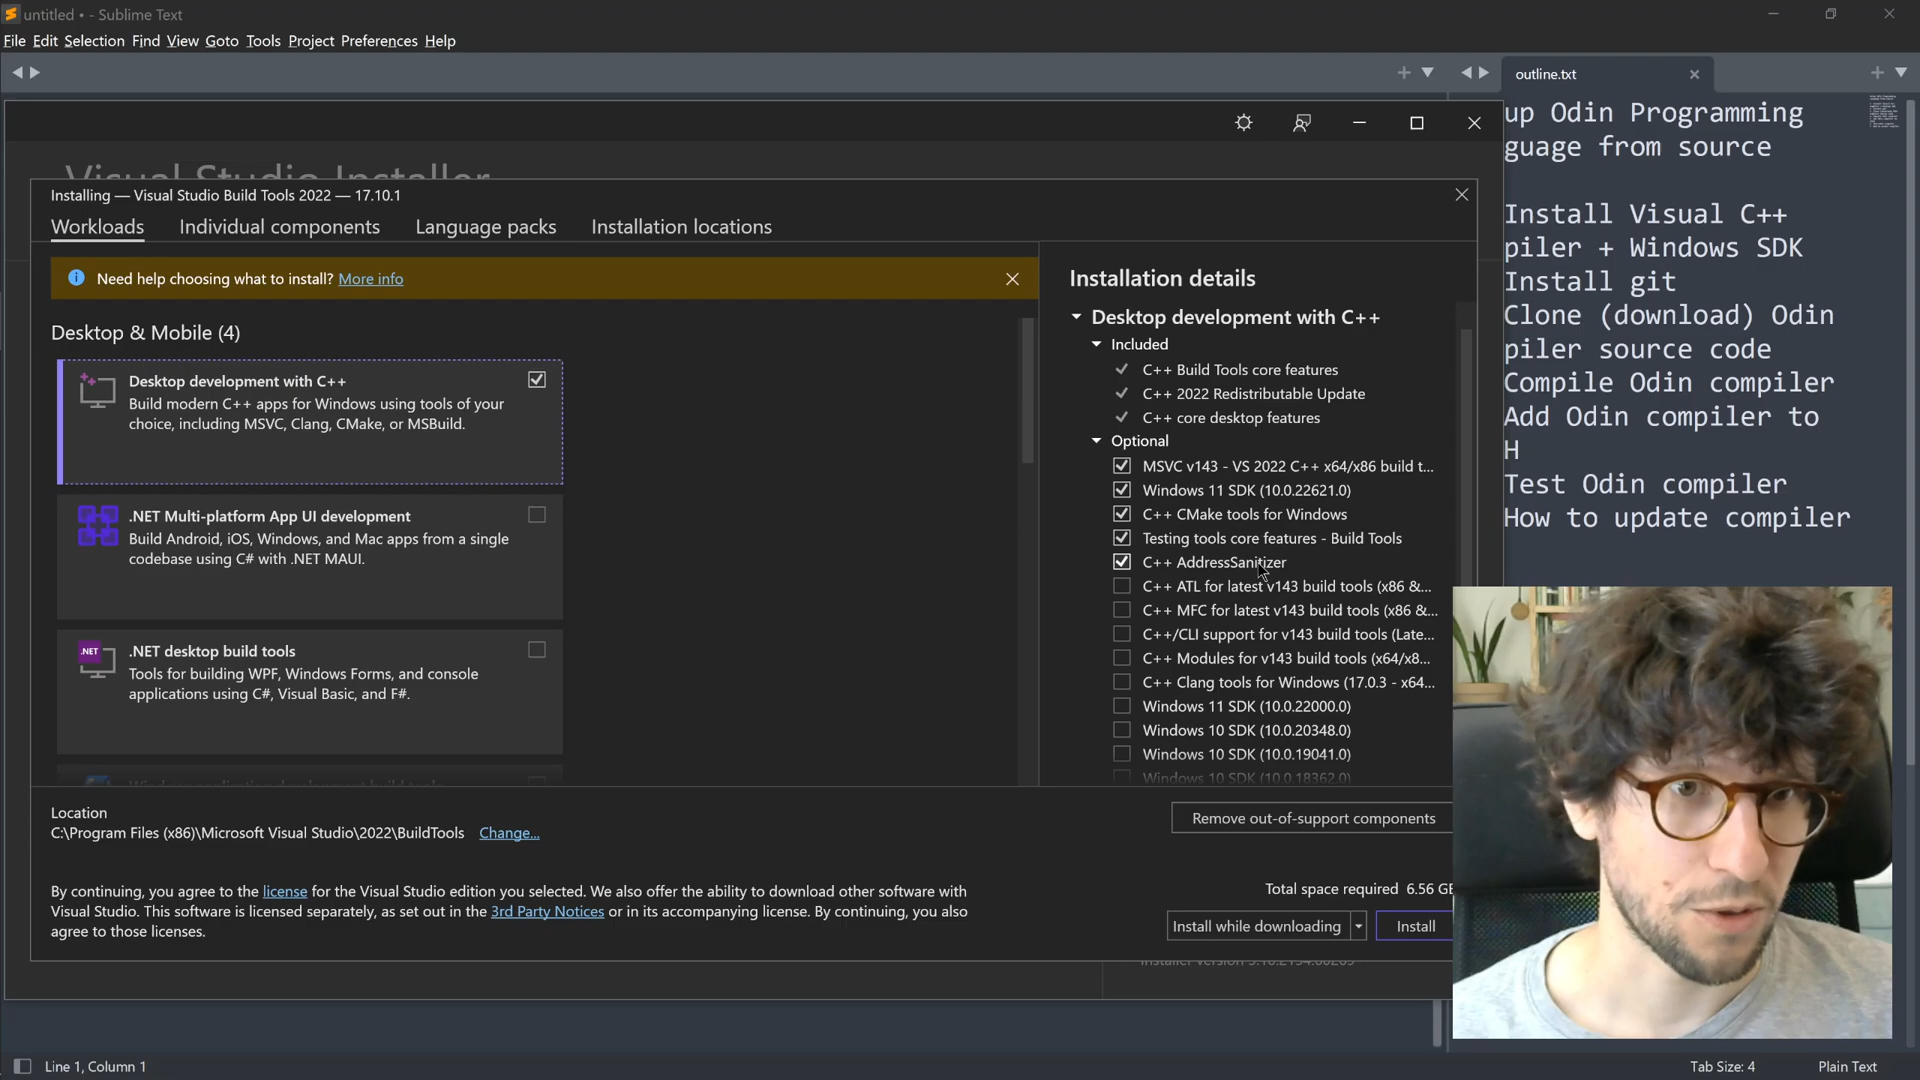 untitled • - Sublime Text
File Edit Selection Find View Goto Tools Project Preferences Help
outline.txt
Visual Studio Installer
Installing — Visual Studio Build Tools 2022 — 17.10.1
Workloads Individual components Language packs Installation locations
Need help choosing what to install? More info
Desktop & Mobile (4)
Desktop development with C++
Build modern C++ apps for Windows using tools of your
choice, including MSVC, Clang, CMake, or MSBuild.
.NET Multi-platform App UI development
Build Android, iOS, Windows, and Mac apps from a single
codebase using C# with .NET MAUI.
.NET
.NET desktop build tools
Tools for building WPF, Windows Forms, and console
applications using C#, Visual Basic, and F#.
Installation details
Desktop development with C++
Included
C++ Build Tools core features
C++ 2022 Redistributable Update
C++ core desktop features
Optional
MSVC v143 - VS 2022 C++ x64/x86 build t...
Windows 11 SDK (10.0.22621.0)
C++ CMake tools for Windows
Testing tools core features - Build Tools
C++ AddressSanitizer
C++ ATL for latest v143 build tools (x86 &...
C++ MFC for latest v143 build tools (x86 &...
C++/CLI support for v143 build tools (Late...
C++ Modules for v143 build tools (x64/x8...
C++ Clang tools for Windows (17.0.3 - x64...
Windows 11 SDK (10.0.22000.0)
Windows 10 SDK (10.0.20348.0)
Windows 10 SDK (10.0.19041.0)
Windows 10 SDK (10.0.18362.0)
Location
C:\Program Files (x86)\Microsoft Visual Studio\2022\BuildTools Change...
Remove out-of-support components
By continuing, you agree to the license for the Visual Studio edition you selected. We also offer the ability to download other software with
Visual Studio. This software is licensed separately, as set out in the 3rd Party Notices or in its accompanying license. By continuing, you also
agree to those licenses.
Total space required 6.56 GB
Install while downloading Install
up Odin Programming
guage from source
Install Visual C++
piler + Windows SDK
Install git
Clone (download) Odin
piler source code
Compile Odin compiler
Add Odin compiler to
H
Test Odin compiler
How to update compiler
Line 1, Column 1
Tab Size: 4
Plain Text